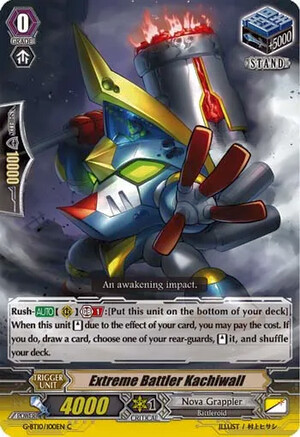 0
GRADE
+5000
STAND
10000
An awakening impact.
Rush-AUTO[ ][ 1]:[Put this unit on the bottom of your deck]
When this unit [ ] due to the effect of your card, you may pay the cost. If
you do, draw a card, choose one of your rear-guards, [ ] it, and shuffle
your deck.
TRIGGER
UNIT
Extreme Battler Kachiwall
POWER
4000
1
CRITICAL
Nova Grappler
Battleroid
G-BT10/100EN C
ILLUST / 村上ヒサシ